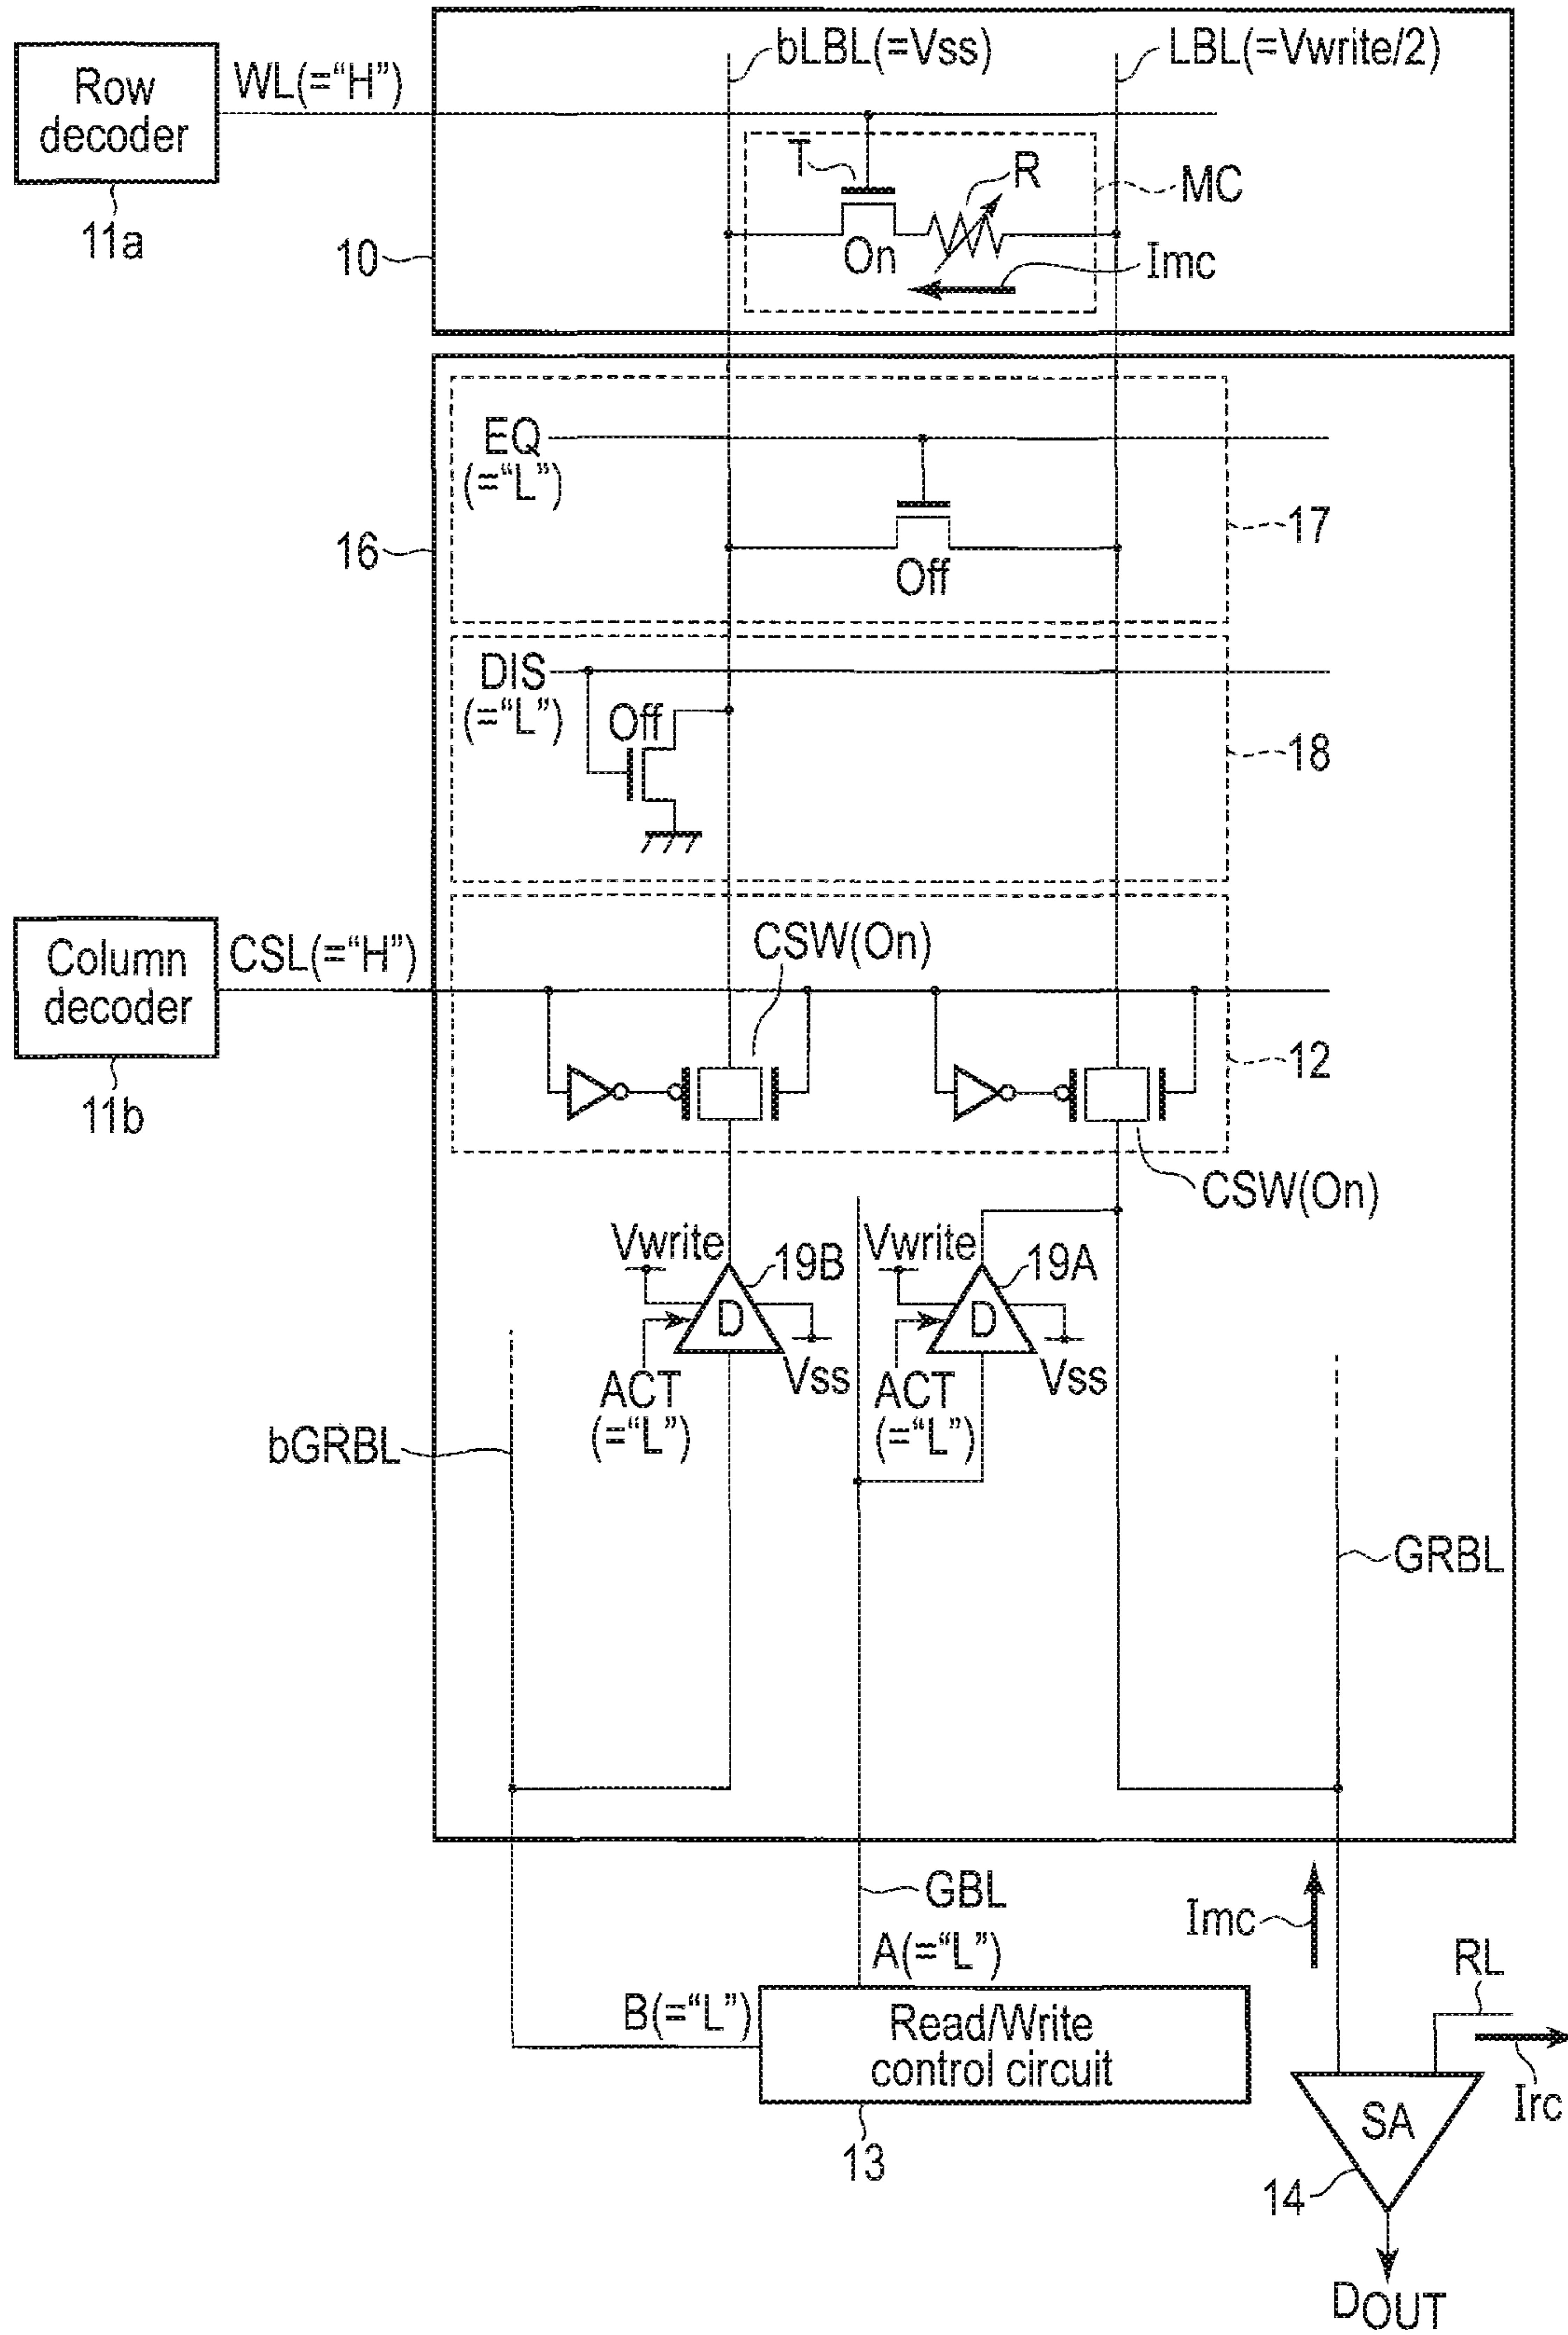 bLBL(=Vss)
LBL(=Vwrite/2)
Row
decoder
WL(=“H”)
11a
T
R
MC
On
Imc
10
EQ
(=“L”)
17
16
Off
DIS
(=“L”)
Off
18
Column
decoder
CSL(=“H”)
CSW(On)
12
11b
CSW(On)
Vwrite
19B
Vwrite
19A
D
D
ACT
(=“L”)
Vss
ACT
(=“L”)
Vss
bGRBL
GRBL
GBL
Imc
A(=“L”)
RL
B(=“L”)
Read/Write
control circuit
Irc
SA
13
14
DOUT